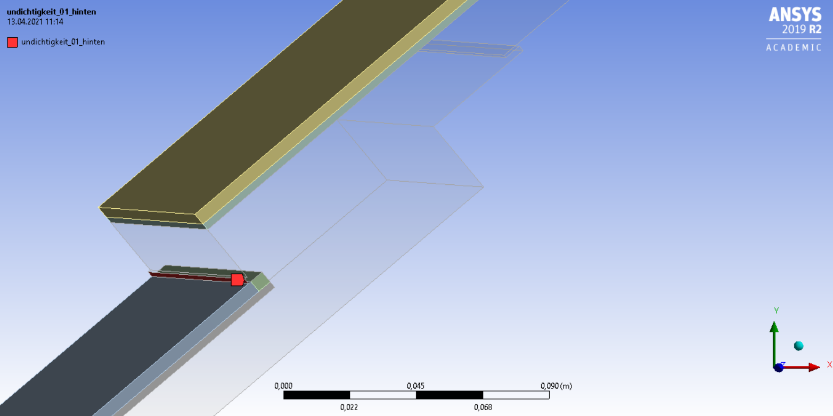 undichtigkeit_01_hinten
13.04.2021 11:14
undichtigkeit_01_hinten
ANSYS
2019 R2
ACADEMIC
Y
X
Z
0,000 0,045 0,090 (m)
0,022 0,068